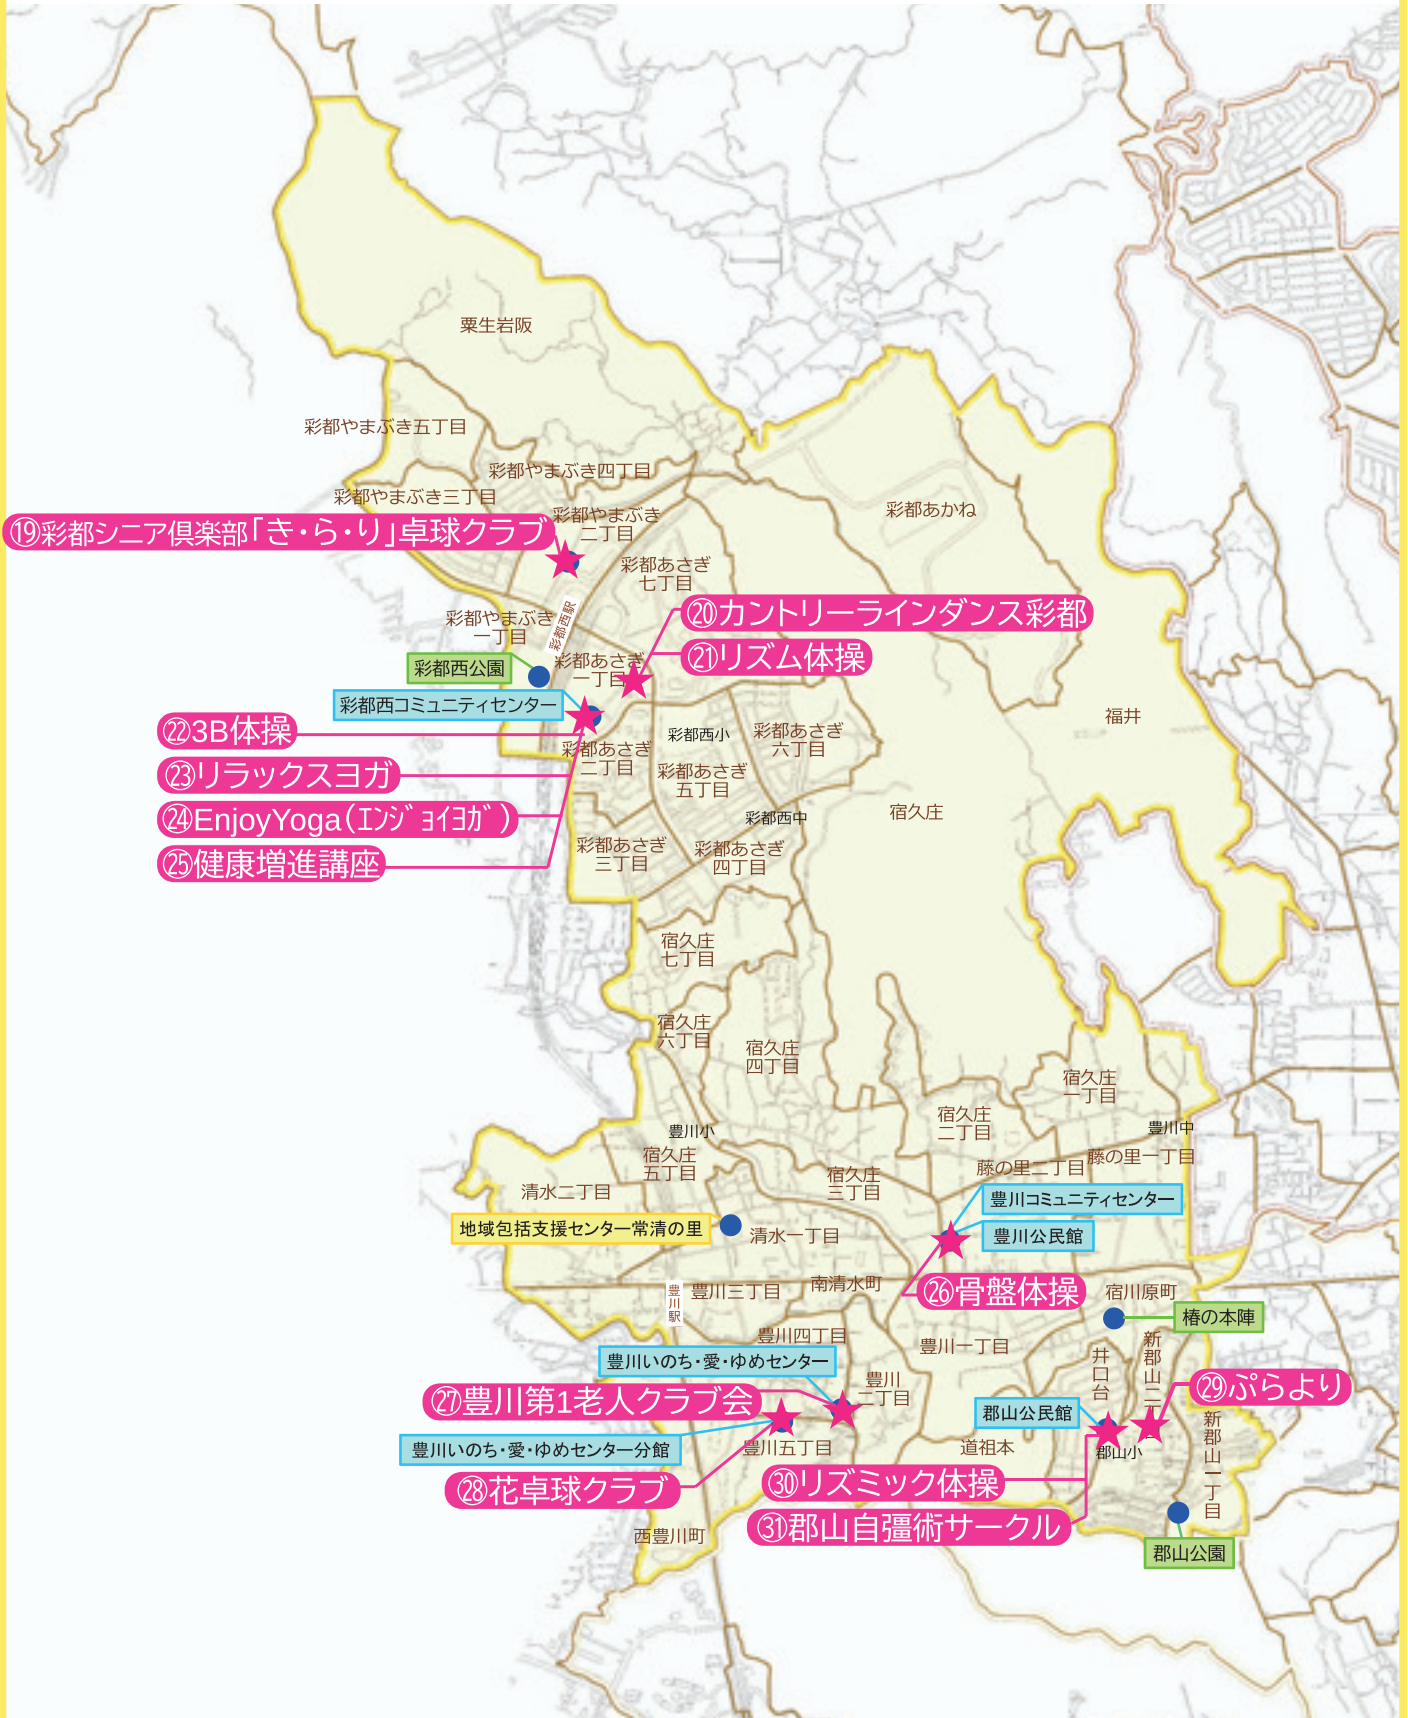 粟生岩阪
彩都やまぶき五丁目
彩都やまぶき四丁目
彩都やまぶき三丁目
彩都あかね
彩都やまぶき
二丁目
⑲彩都シニア倶楽部「き・ら・り」卓球クラブ
彩都あさぎ
七丁目
⑳カントリーラインダンス彩都
彩都やまぶき
一丁目
彩都西駅
㉑リズム体操
彩都西公園
彩都あさぎ
一丁目
彩都西コミュニティセンター
福井
㉒3B体操
彩都西小
彩都あさぎ
六丁目
彩都あさぎ
二丁目
㉓リラックスヨガ
彩都あさぎ
五丁目
㉔EnjoyYoga(ｴﾝｼﾞｮｲﾖｶﾞ)
彩都西中
宿久庄
㉕健康増進講座
彩都あさぎ
三丁目
彩都あさぎ
四丁目
宿久庄
七丁目
宿久庄
六丁目
宿久庄
四丁目
宿久庄
一丁目
宿久庄
二丁目
豊川小
豊川中
宿久庄
五丁目
藤の里二丁目
藤の里一丁目
清水二丁目
宿久庄
三丁目
豊川コミュニティセンター
地域包括支援センター常清の里
清水一丁目
豊川公民館
豊川駅
豊川三丁目
南清水町
㉖骨盤体操
宿川原町
椿の本陣
豊川四丁目
豊川一丁目
豊川いのち・愛・ゆめセンター
井口台
新郡山二
豊川
二丁目
㉗豊川第1老人クラブ会
㉙ぷらより
郡山公民館
新郡山一丁目
豊川いのち・愛・ゆめセンター分館
豊川五丁目
道祖本
郡山小
㉘花卓球クラブ
㉚リズミック体操
㉛郡山自彊術サークル
西豊川町
郡山公園